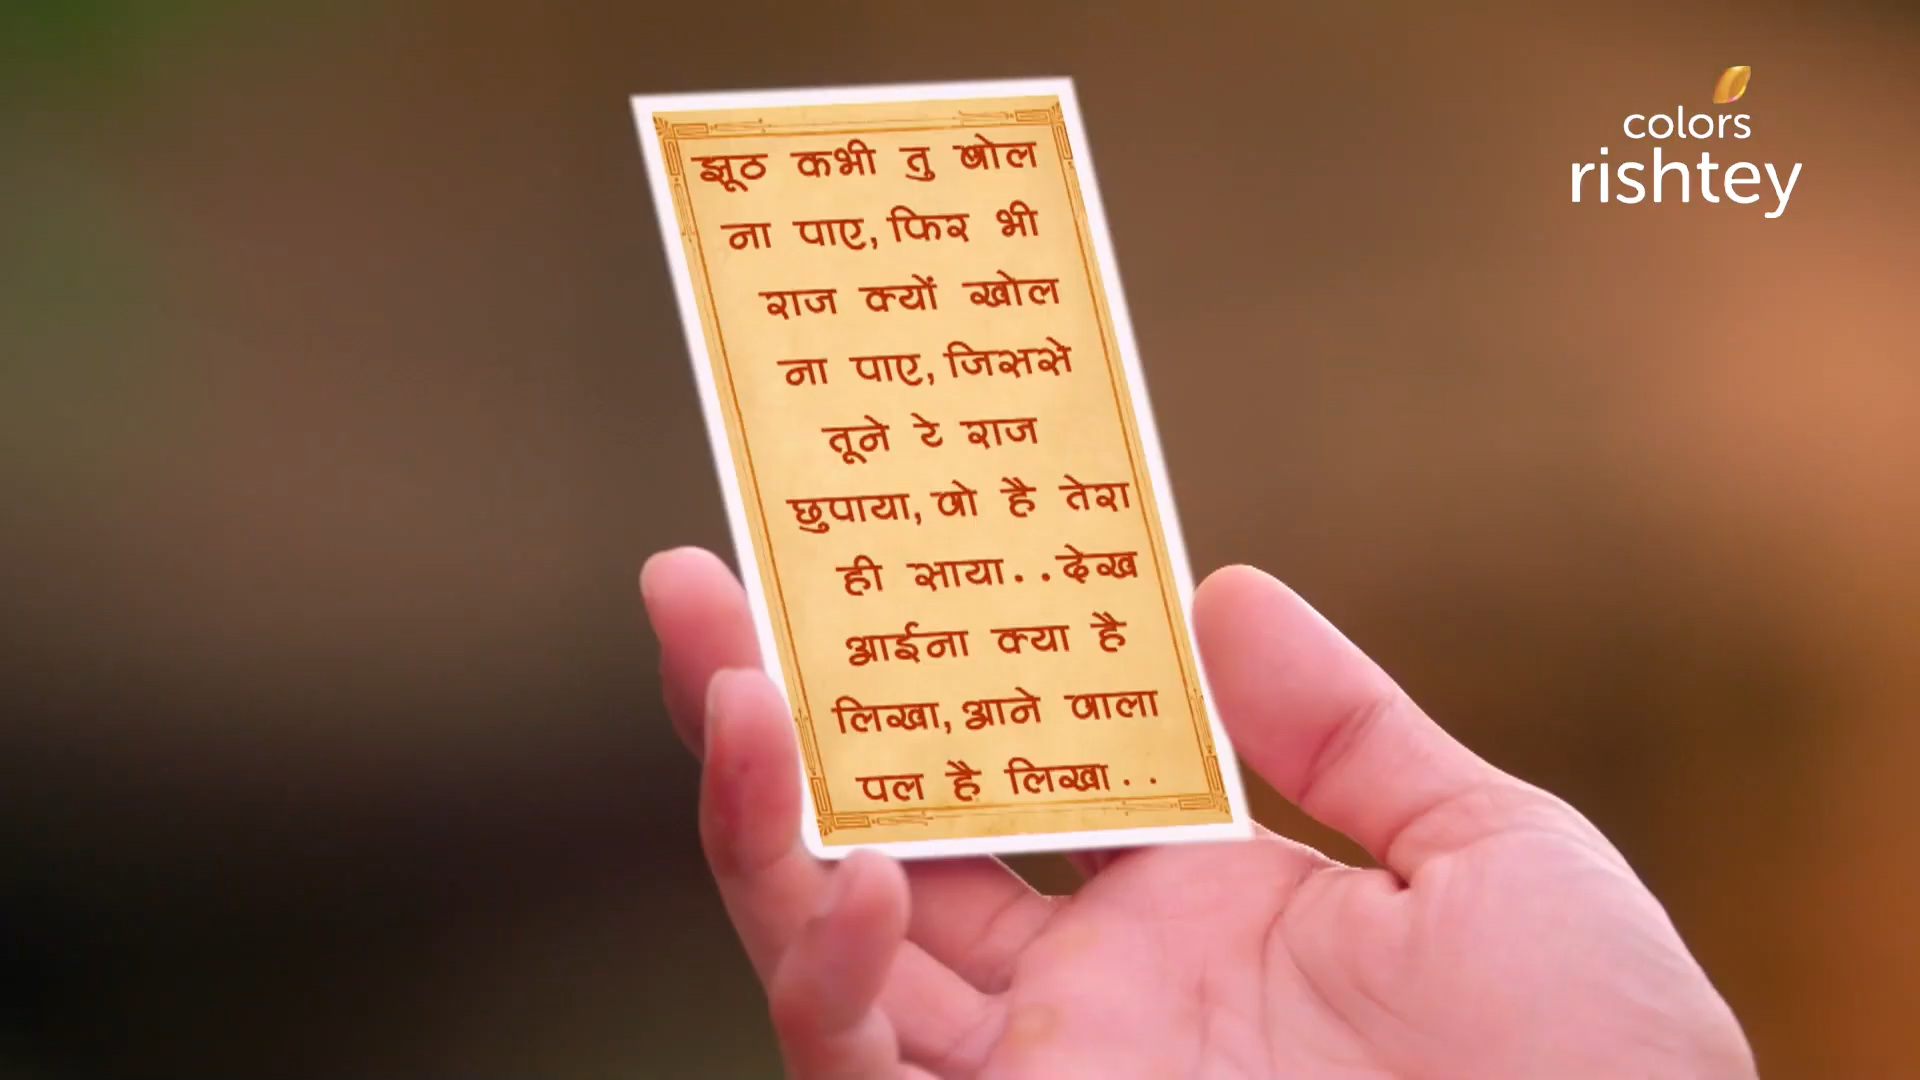 झूठ कभी तु बोल
ना पाए, फिर भी
राज क्यों खोल
ना पाए, जिससे
तूने रे राज
छुपाया, वो है तेरा
ही साया..देख
आईना क्या है
लिखा, आने वाला
पल है लिखा..
colors
rishtey